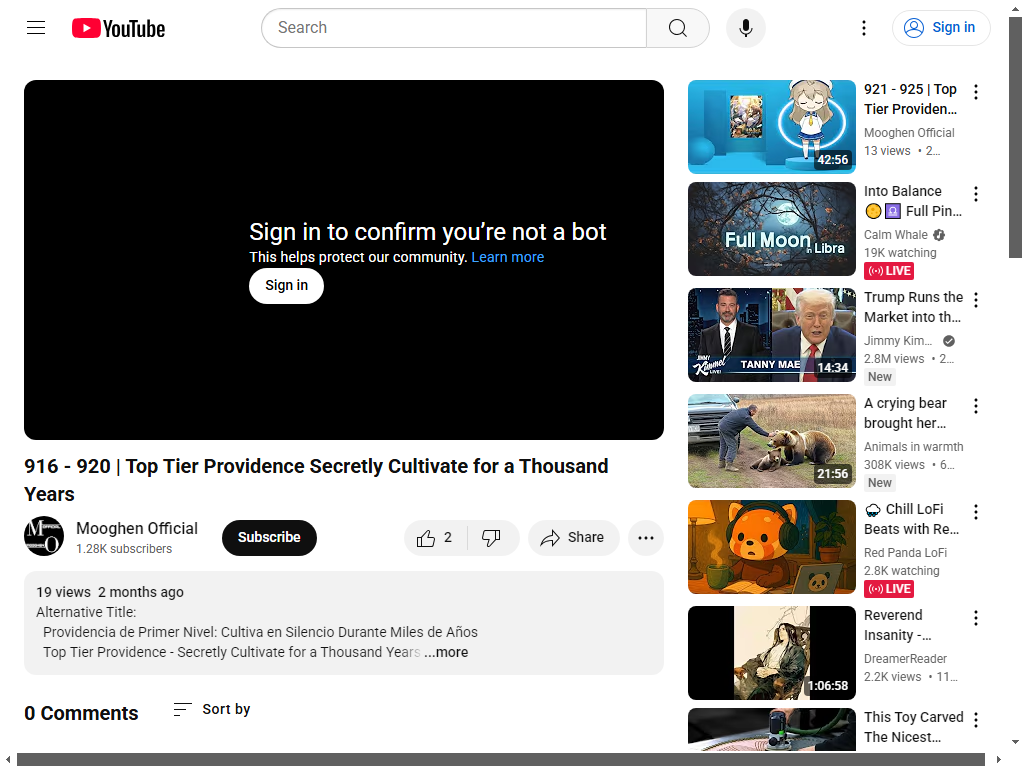 YouTube
Search
Sign in
Sign in to confirm you’re not a bot
This helps protect our community. Learn more
Sign in
916 - 920 | Top Tier Providence Secretly Cultivate for a Thousand
Years
Mooghen Official
1.28K subscribers
Subscribe
2
Share
19 views 2 months ago
Alternative Title:
Providencia de Primer Nivel: Cultiva en Silencio Durante Miles de Años
Top Tier Providence - Secretly Cultivate for a Thousand Years ...more
0 Comments
Sort by
42:56
921 - 925 | Top
Tier Providen...
Mooghen Official
13 views • 2...
Full Moon
in Libra
Into Balance
Full Pin...
Calm Whale
19K watching
LIVE
JIMMY
Kimmel
LIVE!
TANNY MAE
14:34
Trump Runs the
Market into th...
Jimmy Kim...
2.8M views • 2...
New
21:56
A crying bear
brought her...
Animals in warmth
308K views • 6...
New
Chill LoFi
Beats with Re...
Red Panda LoFi
2.8K watching
LIVE
1:06:58
Reverend
Insanity -...
DreamerReader
2.2K views • 11...
This Toy Carved
The Nicest...